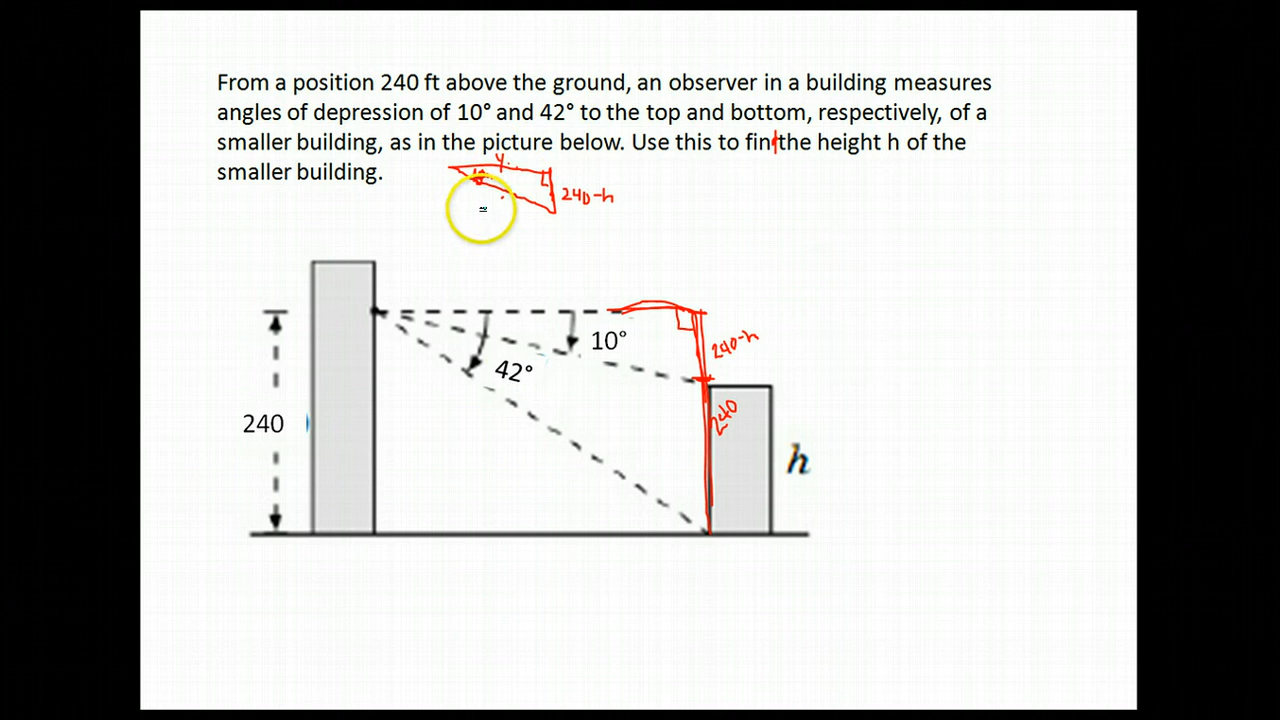 From a position 240 ft above the ground, an observer in a building measures
angles of depression of 10° and 42° to the top and bottom, respectively, of a
smaller building, as in the picture below. Use this to fin the height h of the
smaller building.
240-h
10°
240-h
42°
240
240
h